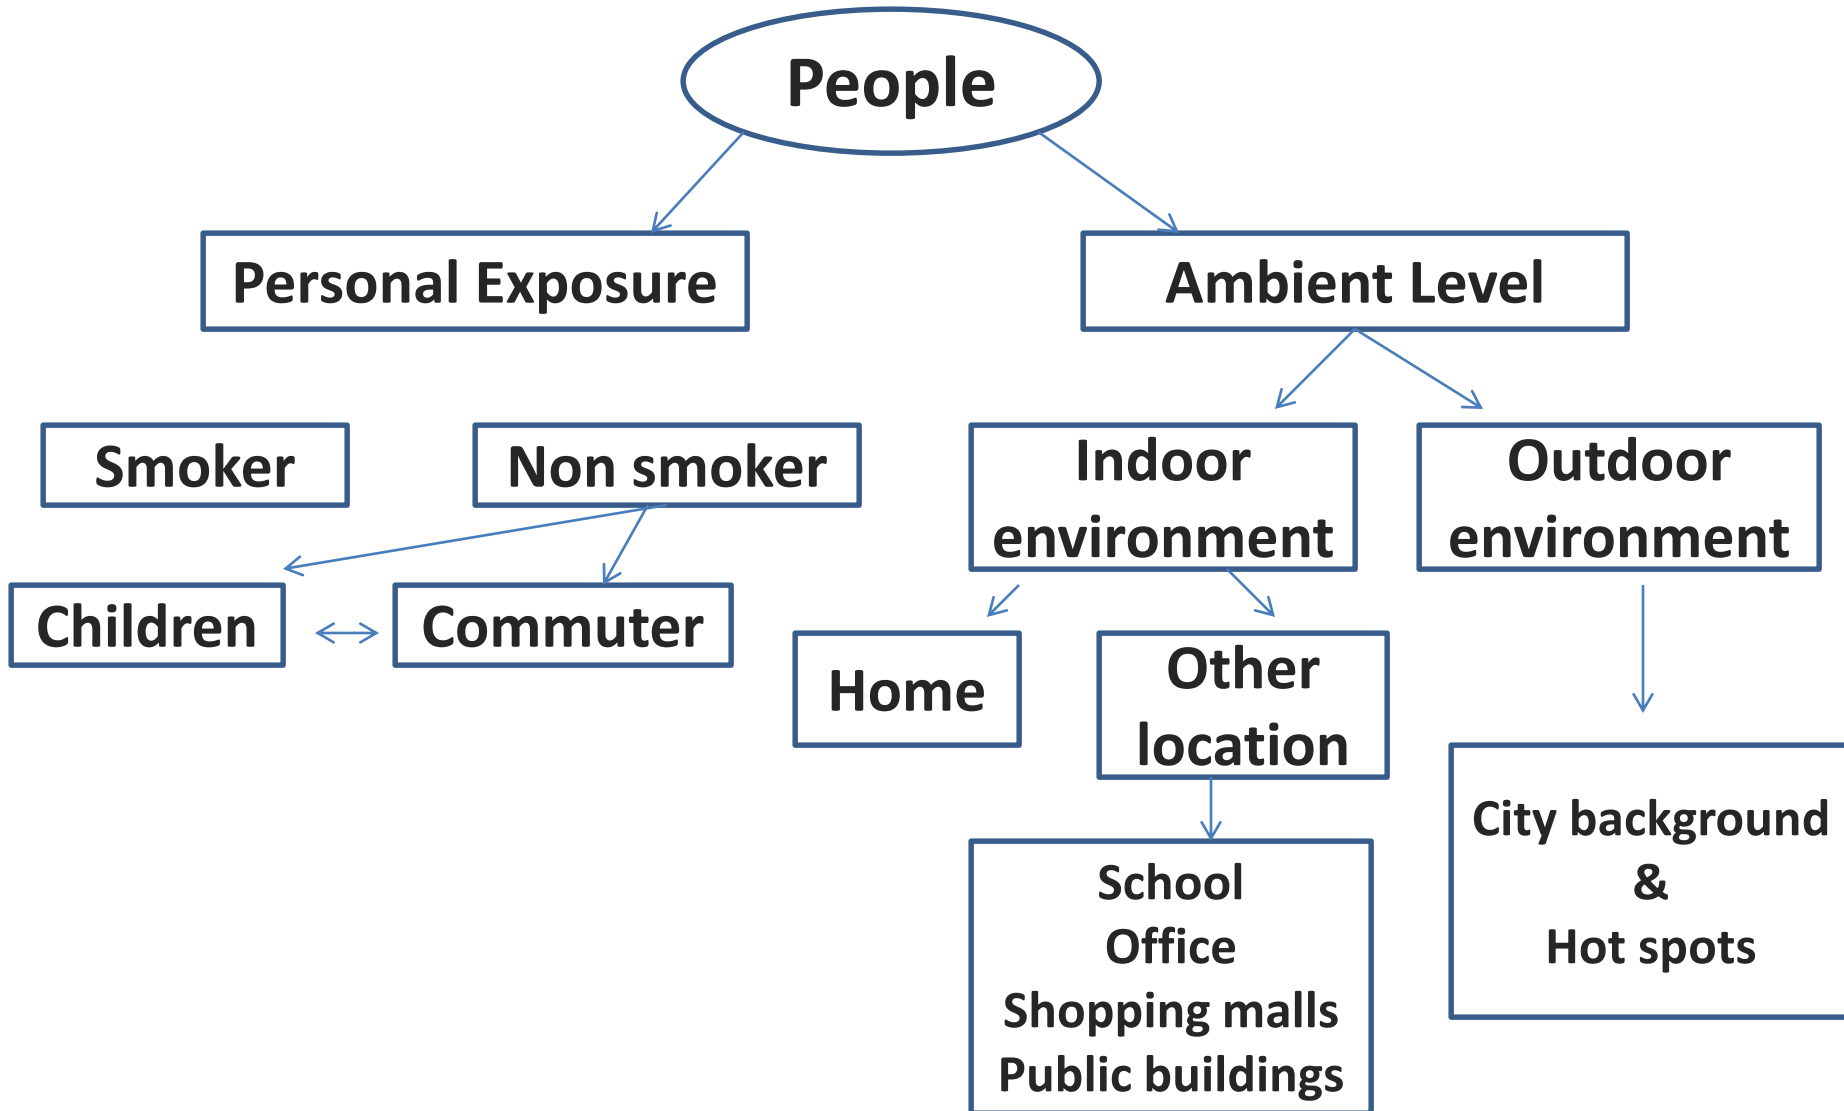 People
Personal Exposure
Ambient Level
Smoker
Non smoker
Indoor
environment
Outdoor
environment
Children
Commuter
Home
Other
location
City background
&
Hot spots
School
Office
Shopping malls
Public buildings